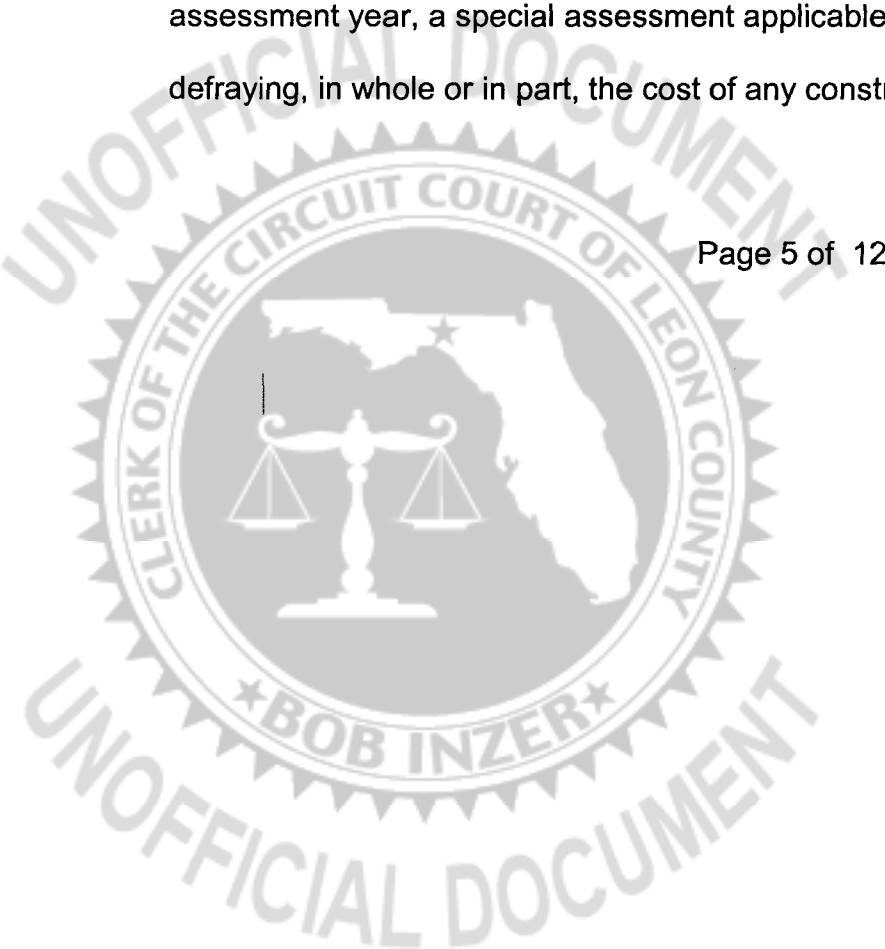 assessment year, a special assessment applicable
defraying, in whole or in part, the cost of any
UNOFFICIAL DOCUMENT
CLERK OF THE CIRCUIT COURT OF LEON COUNTY
Page 5 of 12
★BOB INZER★
UNOFFICIAL DOCUMENT